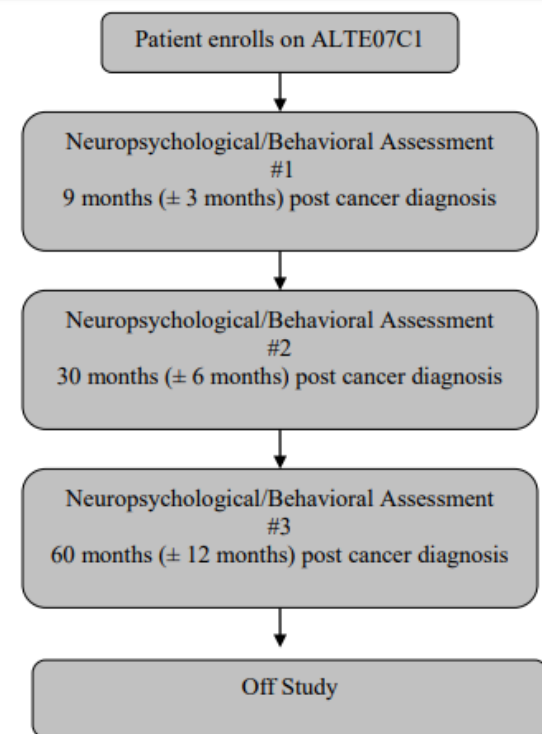 Patient enrolls on ALTE07C1
Neuropsychological/Behavioral Assessment
#1
9 months (± 3 months) post cancer diagnosis
Neuropsychological/Behavioral Assessment
#2
30 months (± 6 months) post cancer diagnosis
Neuropsychological/Behavioral Assessment
#3
60 months (± 12 months) post cancer diagnosis
Off Study